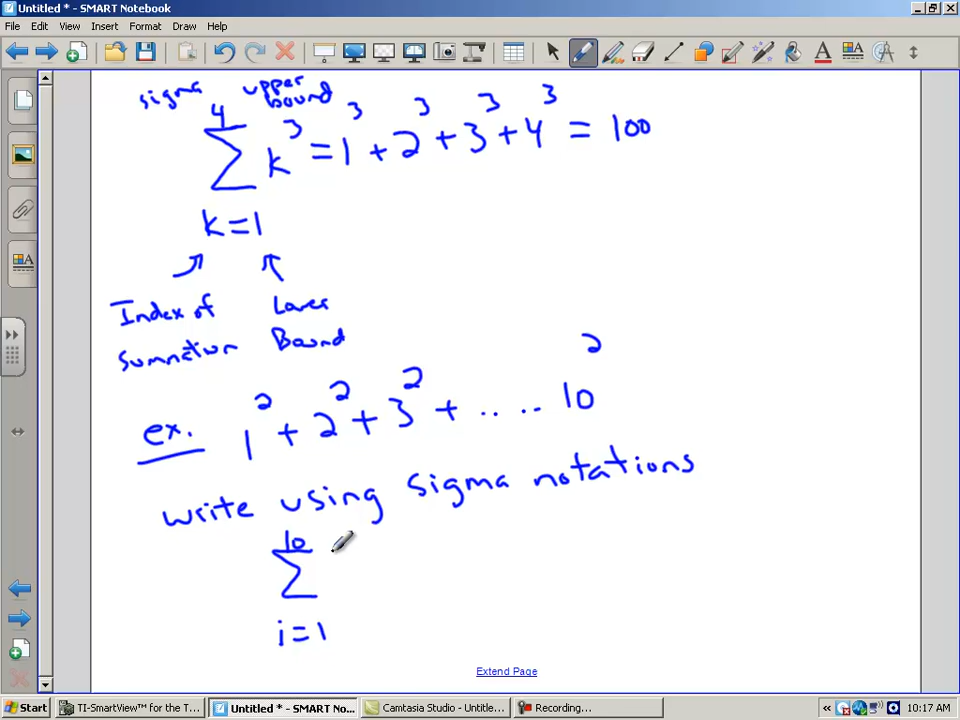 Untitled * - SMART Notebook
File Edit View Insert Format Draw Help
sigma upper bound
4
∑ k³ = 1³ + 2³ + 3³ + 4³ = 100
k = 1
Index of Lower
Summation Bound
ex. 1² + 2² + 3² + ..... 10²
write using sigma notations
10
∑
i = 1
Extend Page
Start TI-SmartView™ for the T... Untitled * - SMART No... Camtasia Studio - Untitle... Recording... « 10:17 AM